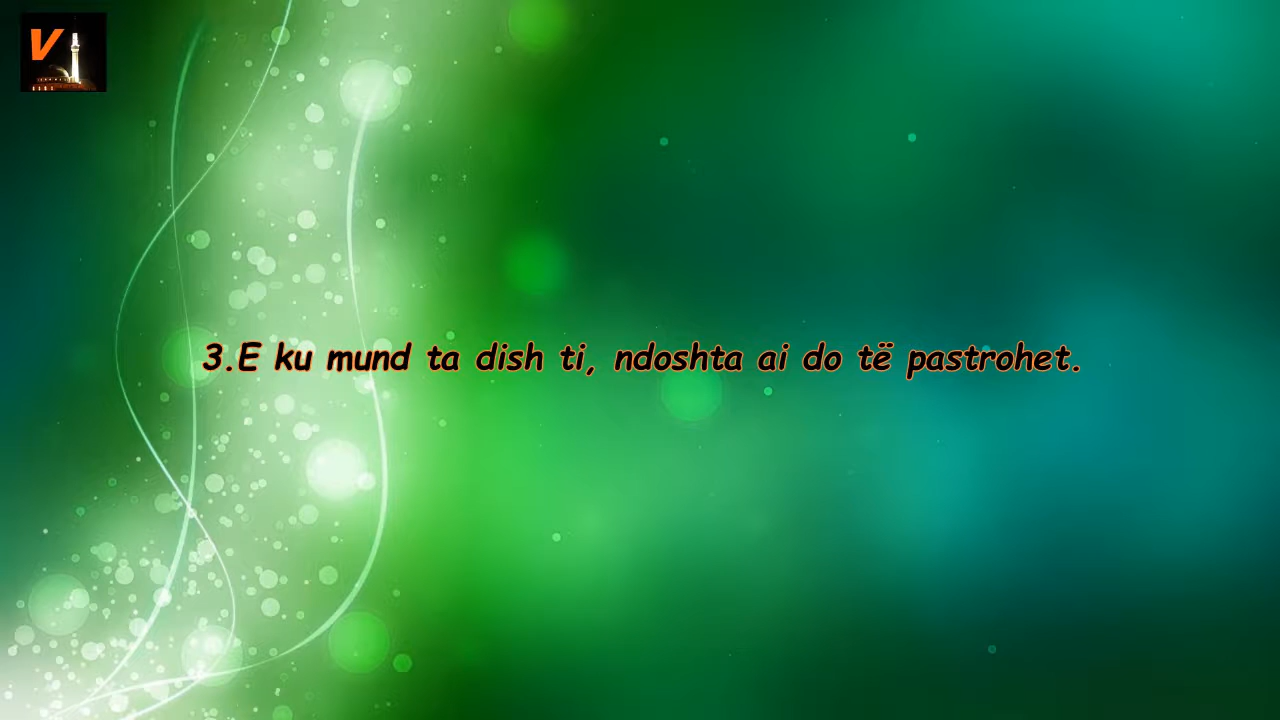 V
3.E ku mund ta dish ti, ndoshta ai do të pastrohet.